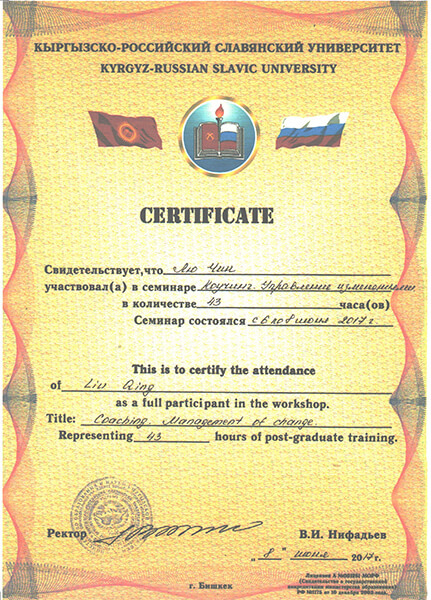 КЫРГЫЗСКО-РОССИЙСКИЙ СЛАВЯНСКИЙ УНИВЕРСИТЕТ
KYRGYZ-RUSSIAN SLAVIC UNIVERSITY
CERTIFICATE
Свидетельствует,что Лю Чин
участвовал(а) в семинаре Коучинг. Управление изменениями
в количестве 43 часа(ов)
Семинар состоялся с 6 по 8 июня 2017 г.
This is to certify the attendance
of Liu Qing
as a full participant in the workshop.
Title: Coaching. Management of change.
Representing 43 hours of post-graduate training.
Ректор В.И. Нифадьев
„ 8 " июня 2017г.
г. Бишкек
(Свидетельство о государственной